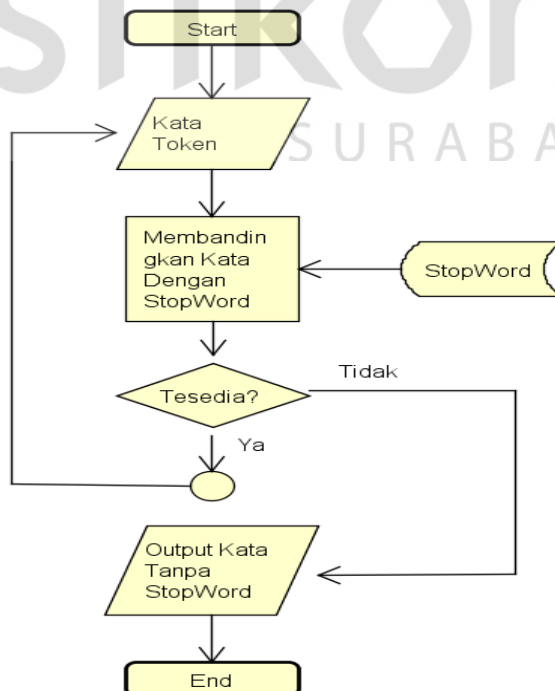 Start
Kata
Token
SURABA
Membandin
gkan Kata
Dengan
StopWord
StopWord
Tesedia?
Tidak
Ya
Output Kata
Tanpa
StopWord
End